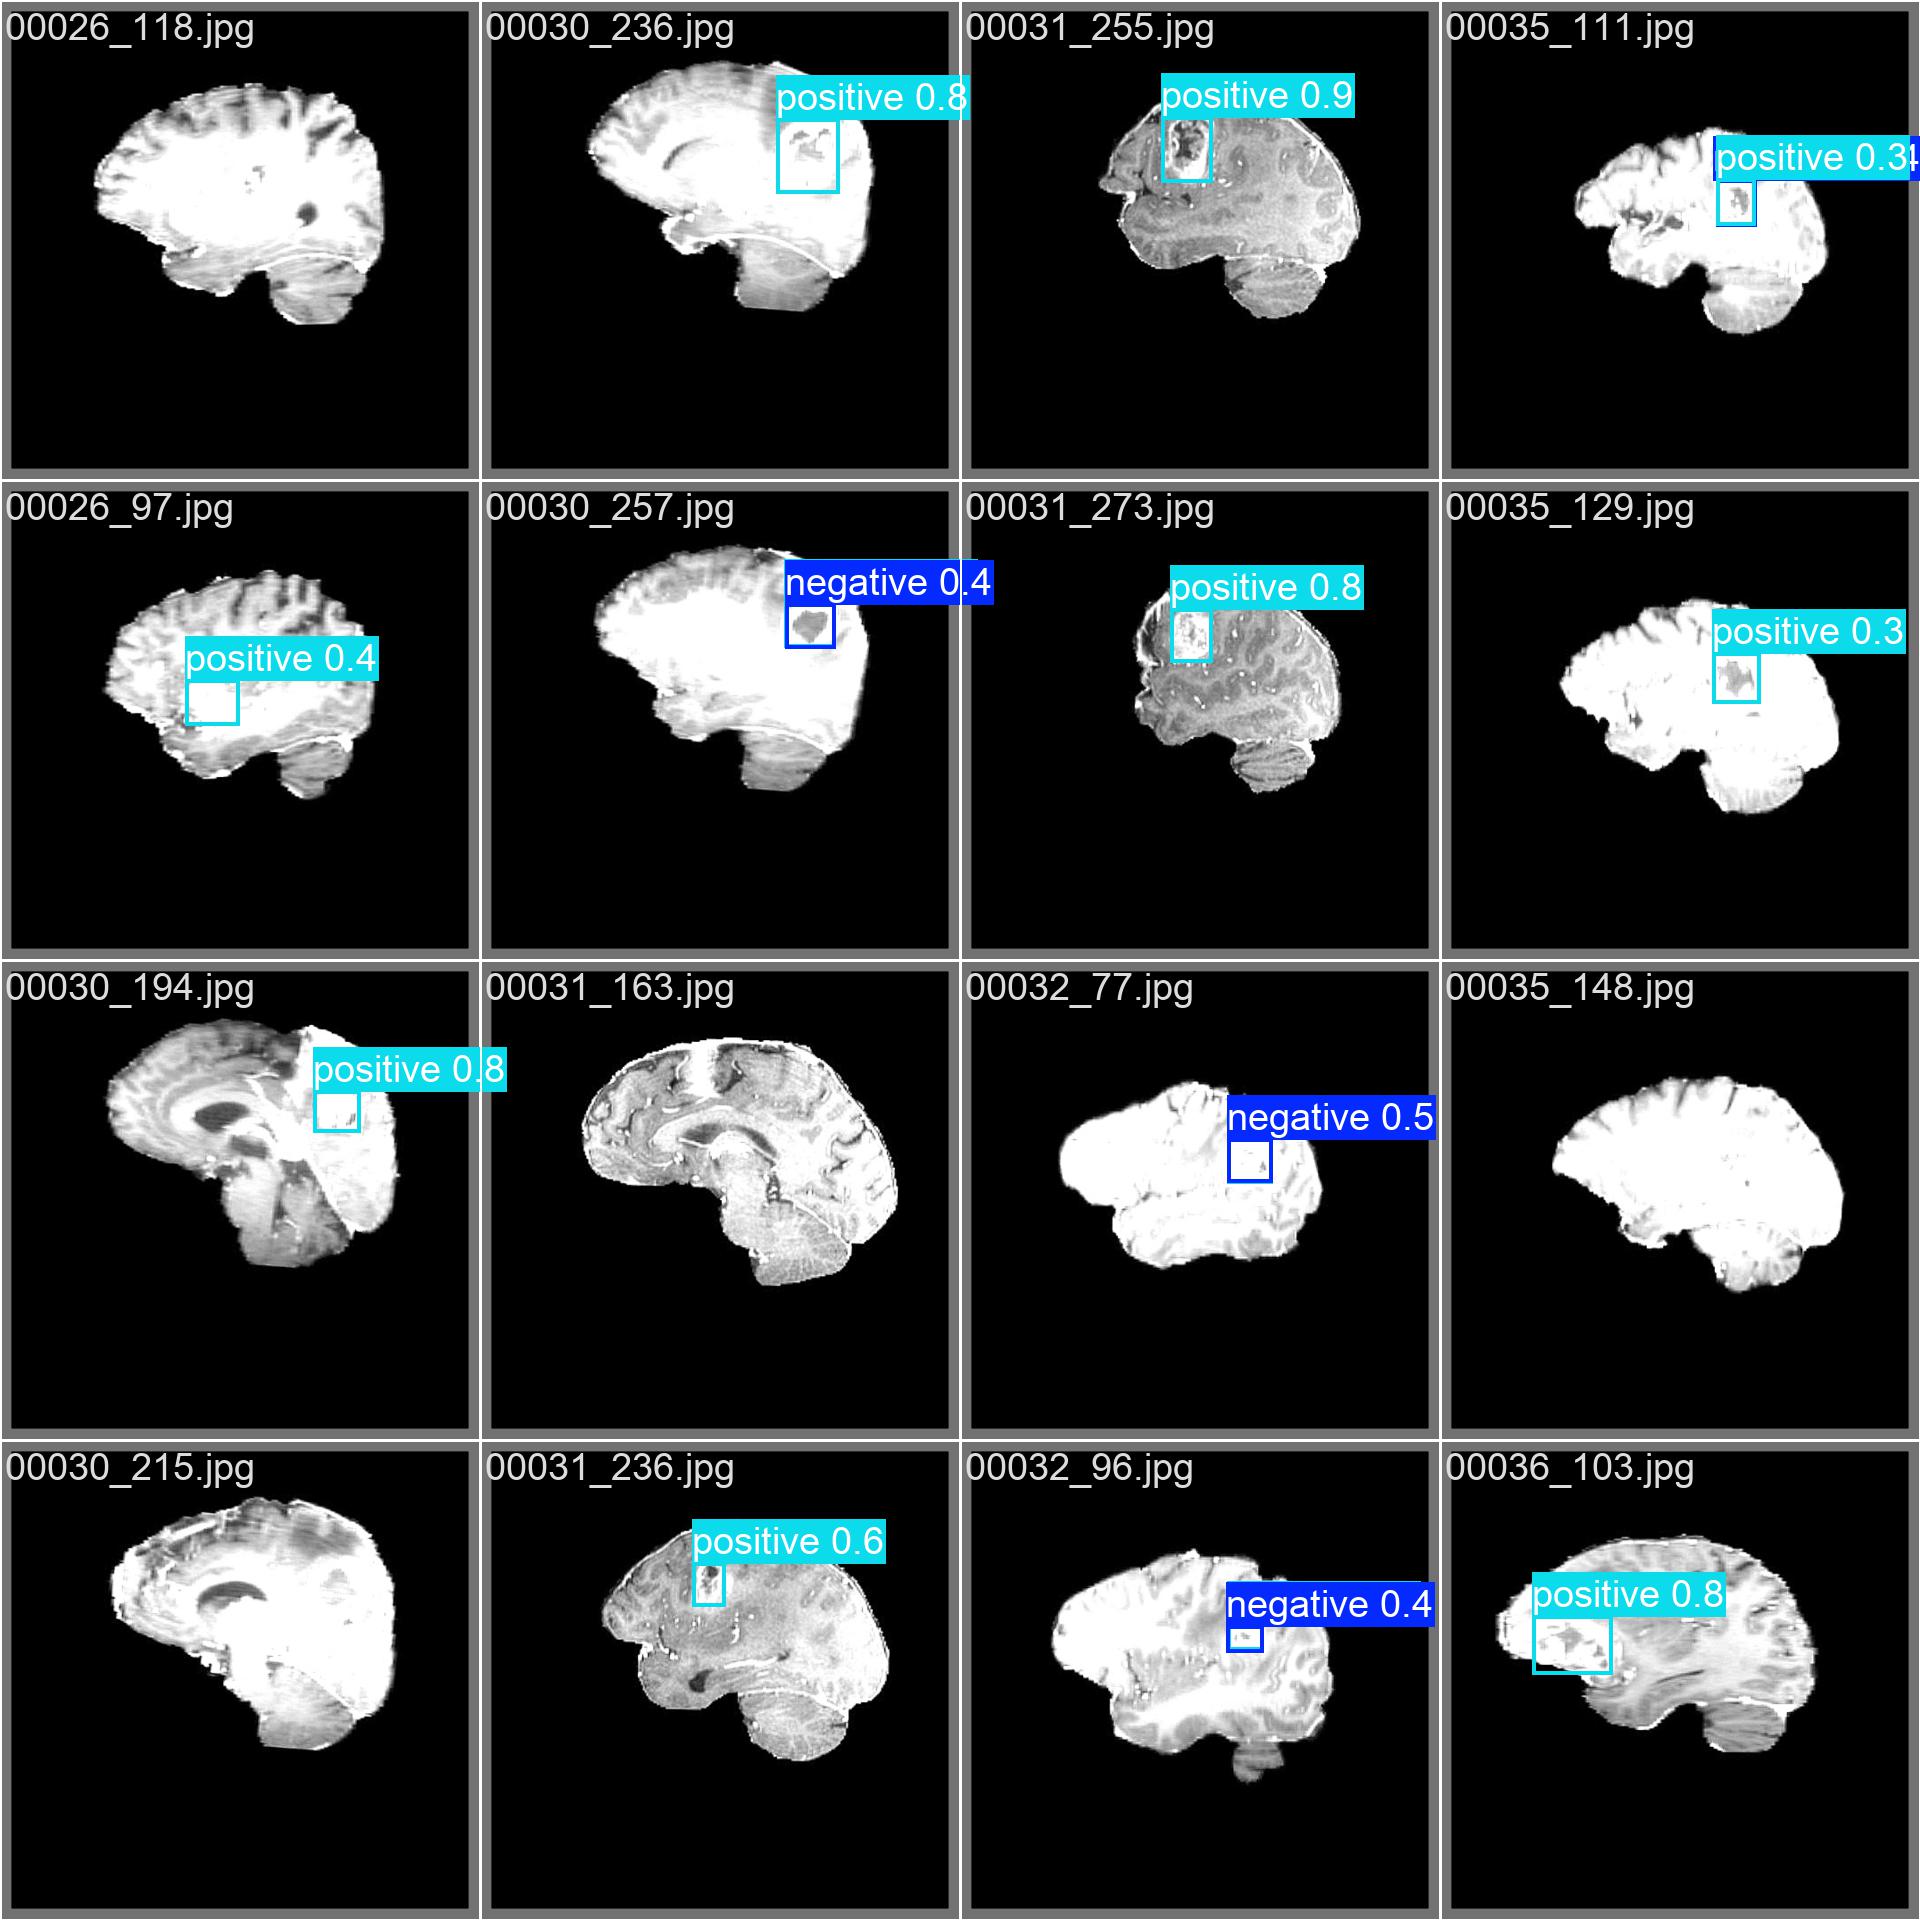 00026_118.jpg
00030_236.jpg
positive 0.8
00031_255.jpg
positive 0.9
00035_111.jpg
positive 0.3
00026_97.jpg
positive 0.4
00030_257.jpg
negative 0.4
00031_273.jpg
positive 0.8
00035_129.jpg
positive 0.3
00030_194.jpg
positive 0.8
00031_163.jpg
00032_77.jpg
negative 0.5
00035_148.jpg
00030_215.jpg
00031_236.jpg
positive 0.6
00032_96.jpg
negative 0.4
00036_103.jpg
positive 0.8